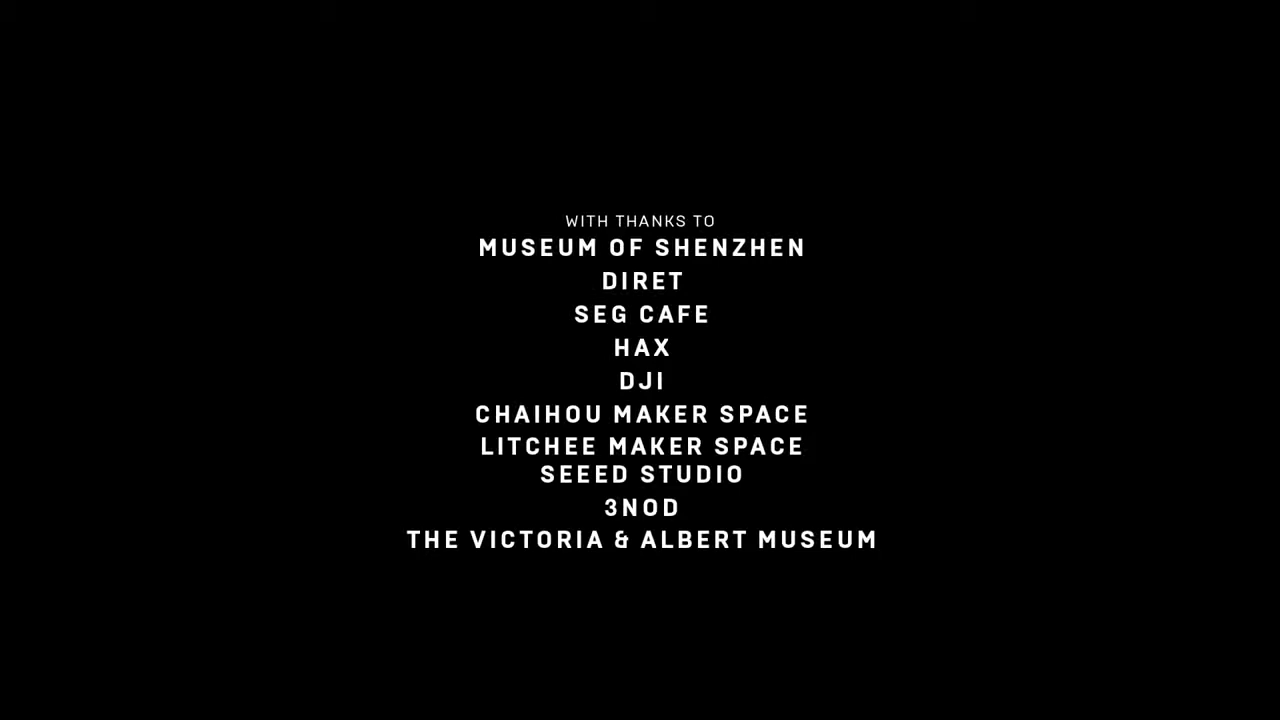 WITH THANKS TO
MUSEUM OF SHENZHEN
DIRET
SEG CAFE
HAX
DJI
CHAIHOU MAKER SPACE
LITCHEE MAKER SPACE
SEEED STUDIO
3NOD
THE VICTORIA & ALBERT MUSEUM